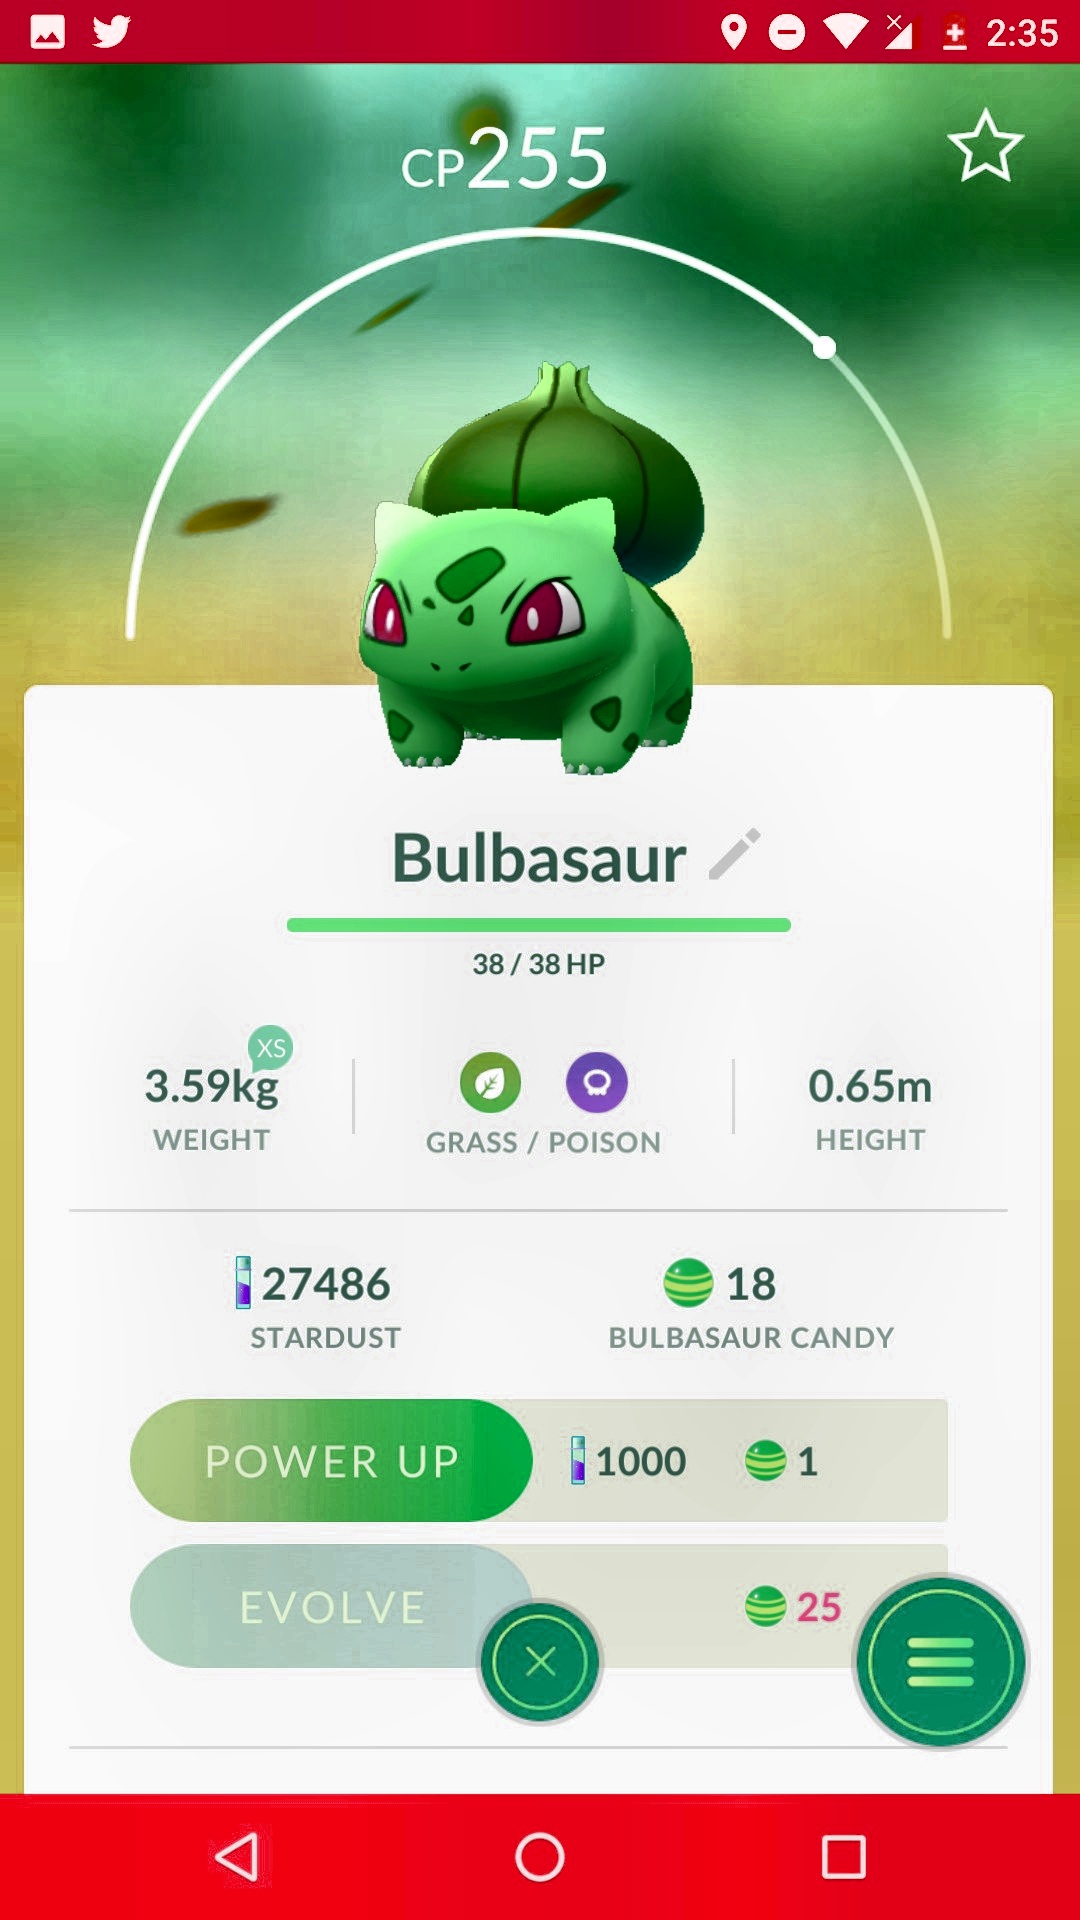 2:35
CP255
Bulbasaur
38 / 38 HP
XS
3.59kg
WEIGHT
GRASS / POISON
0.65m
HEIGHT
27486
STARDUST
18
BULBASAUR CANDY
POWER UP 1000 1
EVOLVE 25